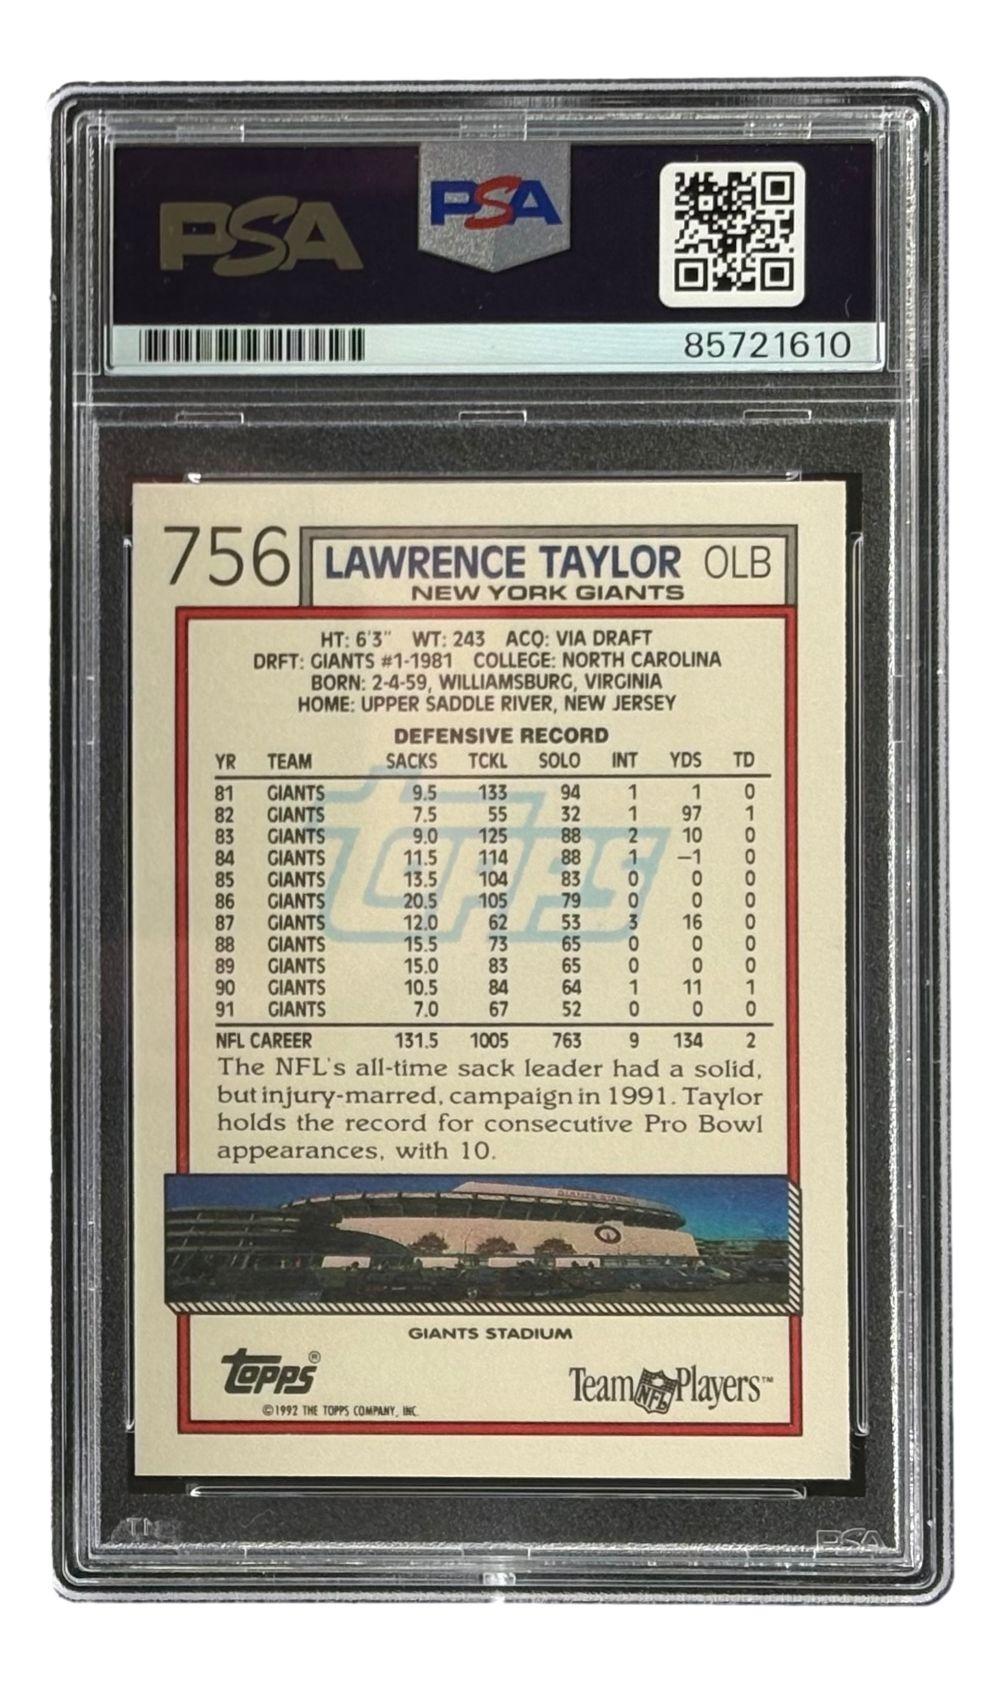 PSA PSA
85721610
756 LAWRENCE TAYLOR OLB
NEW YORK GIANTS
HT: 6'3" WT: 243 ACQ: VIA DRAFT
DRFT: GIANTS #1-1981 COLLEGE: NORTH CAROLINA
BORN: 2-4-59, WILLIAMSBURG, VIRGINIA
HOME: UPPER SADDLE RIVER, NEW JERSEY
DEFENSIVE RECORD
YR TEAM SACKS TCKL SOLO INT YDS TD
81 GIANTS 9.5 133 94 1 1 0
82 GIANTS 7.5 55 32 1 97 1
83 GIANTS 9.0 125 88 2 10 0
84 GIANTS 11.5 114 88 1 –1 0
85 GIANTS 13.5 104 83 0 0 0
86 GIANTS 20.5 105 79 0 0 0
87 GIANTS 12.0 62 53 3 16 0
88 GIANTS 15.5 73 65 0 0 0
89 GIANTS 15.0 83 65 0 0 0
90 GIANTS 10.5 84 64 1 11 1
91 GIANTS 7.0 67 52 0 0 0
NFL CAREER 131.5 1005 763 9 134 2
TOPPS
The NFL's all-time sack leader had a solid,
but injury-marred, campaign in 1991. Taylor
holds the record for consecutive Pro Bowl
appearances, with 10.
GIANTS STADIUM
GIANTS STADIUM
TOPPS®
Team NFL Players™
©1992 THE TOPPS COMPANY, INC.
PSA